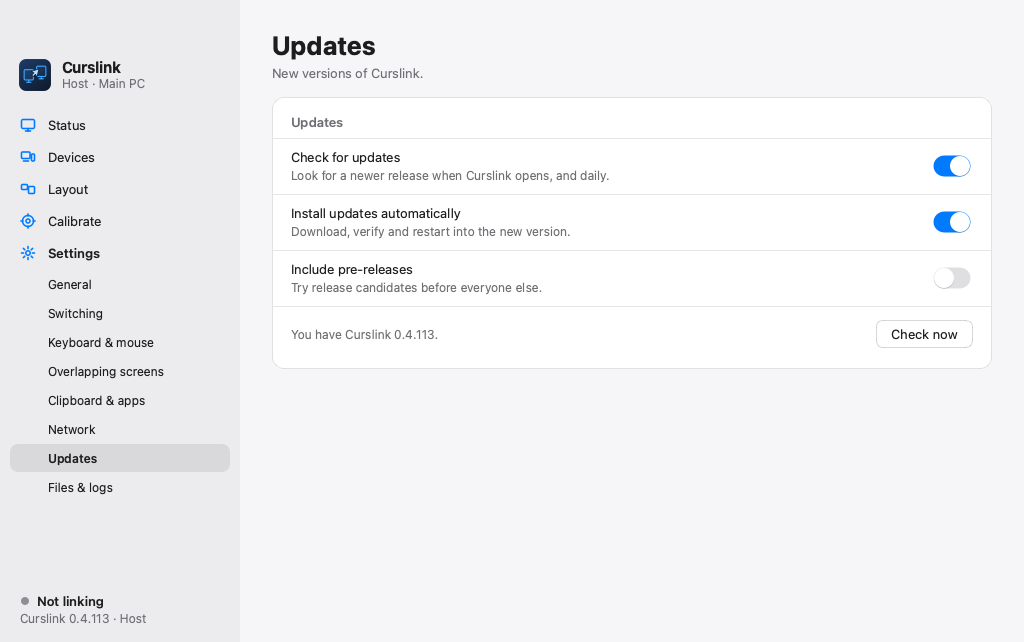 Curslink
Host · Main PC
Status
Devices
Layout
Calibrate
Settings
General
Switching
Keyboard & mouse
Overlapping screens
Clipboard & apps
Network
Updates
Files & logs
Not linking
Curslink 0.4.113 · Host
Updates
New versions of Curslink.
Updates
Check for updates
Look for a newer release when Curslink opens, and daily.
Install updates automatically
Download, verify and restart into the new version.
Include pre-releases
Try release candidates before everyone else.
You have Curslink 0.4.113.
Check now